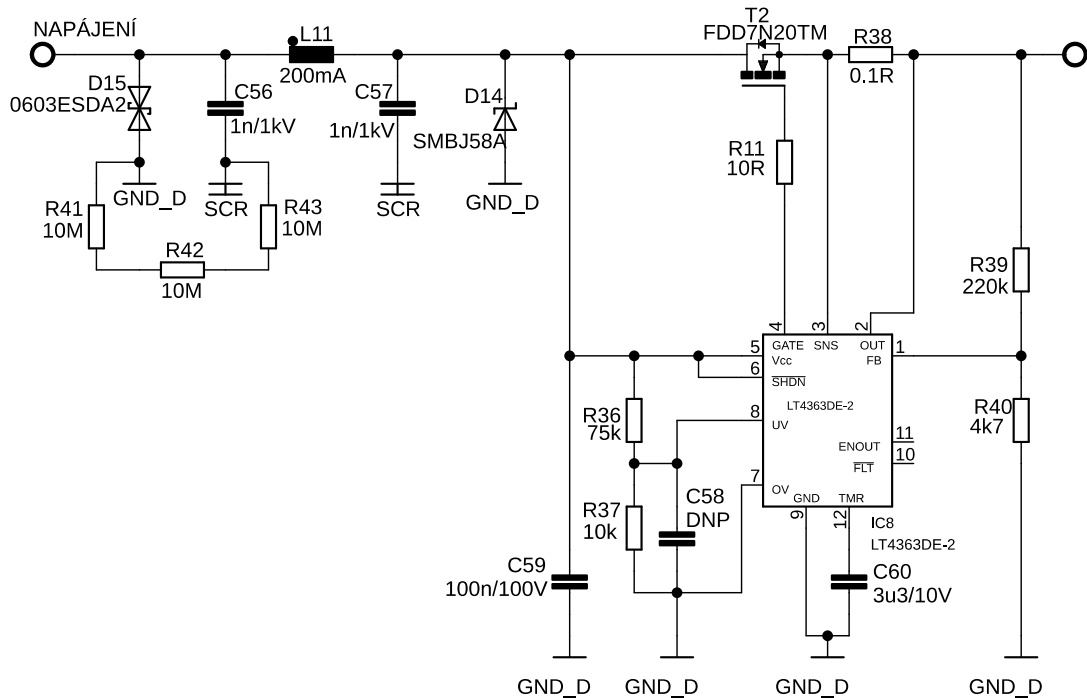 NAPÁJENÍ
L11
200mA
D15
0603ESDA2
C56
1n/1kV
C57
1n/1kV
D14
SMBJ58A
T2
FDD7N20TM
R38
0.1R
R11
10R
GND_D
SCR
SCR
GND_D
R41
10M
R43
10M
R42
10M
R39
220k
4
3
2
GATE
SNS
OUT
5
Vcc
FB
1
6
SHDN
LT4363DE-2
R36
75k
8
UV
R40
4k7
ENOUT
11
FLT
10
7
OV
C58
DNP
R37
10k
GND
TMR
9
12
IC8
LT4363DE-2
C59
100n/100V
C60
3u3/10V
GND_D
GND_D
GND_D
GND_D